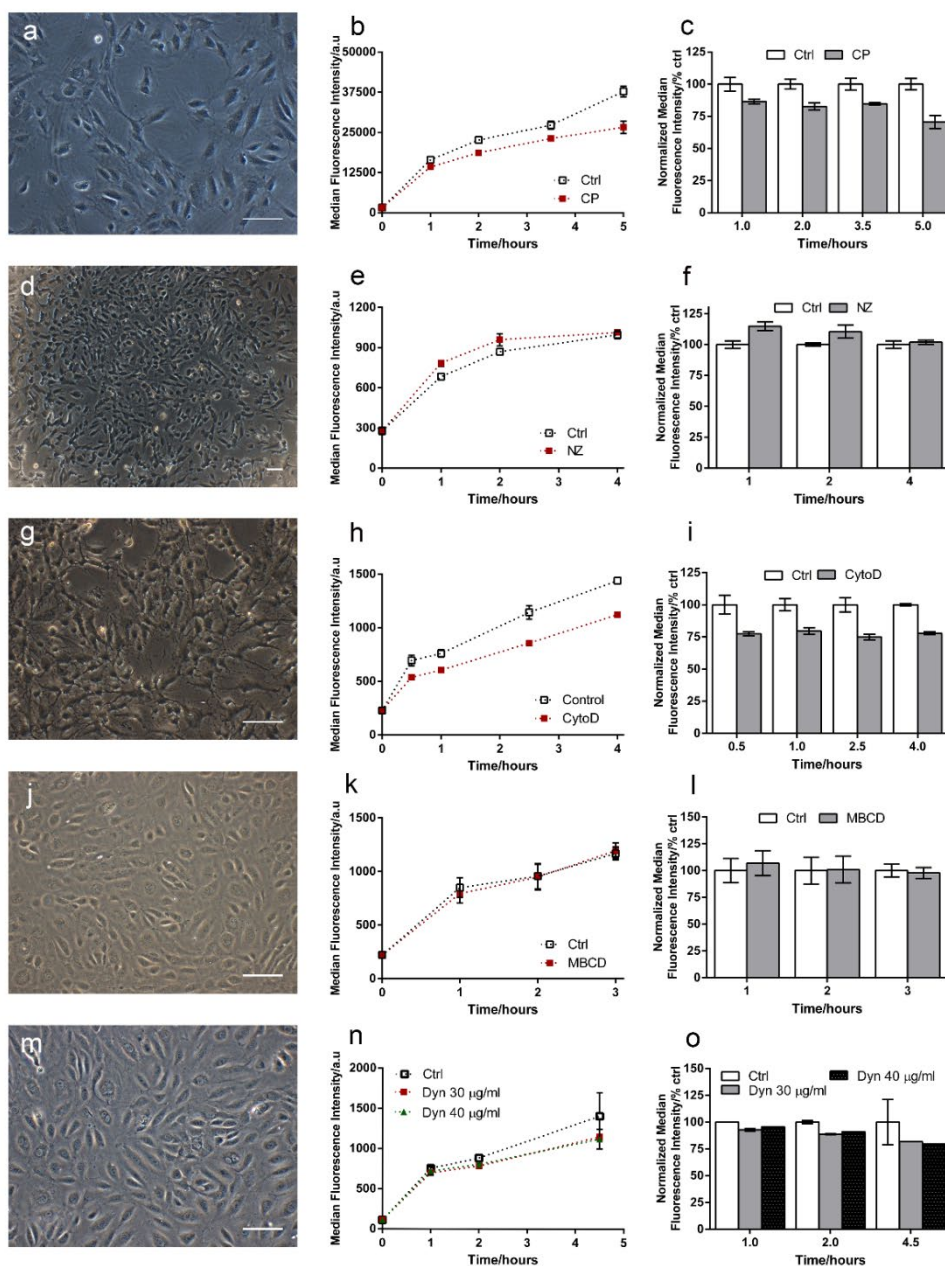 a
b
Median Fluorescence Intensity/a.u
50000
37500
25000
12500
0
Ctrl
CP
0 1 2 3 4 5
Time/hours
c
Normalized Median
Fluorescence Intensity/% ctrl
Ctrl CP
125
100
75
50
25
0
1.0 2.0 3.5 5.0
Time/hours
d
e
Median Fluorescence Intensity/a.u
1200
900
600
300
0
Ctrl
NZ
0 1 2 3 4
Time/hours
f
Normalized Median
Fluorescence Intensity/% ctrl
Ctrl NZ
125
100
75
50
25
0
1 2 4
Time/hours
g
h
Median Fluorescence Intensity/a.u
1500
1000
500
0
Control
CytoD
0 1 2 3 4
Time/hours
i
Normalized Median
Fluorescence Intensity/% ctrl
Ctrl CytoD
125
100
75
50
25
0
0.5 1.0 2.5 4.0
Time/hours
j
k
Median Fluorescence Intensity/a.u
1500
1000
500
0
Ctrl
MBCD
0 1 2 3
Time/hours
l
Normalized Median
Fluorescence Intensity/% ctrl
Ctrl MBCD
150
125
100
75
50
25
0
1 2 3
Time/hours
m
n
Median Fluorescence Intensity/a.u
2000
1500
1000
500
0
Ctrl
Dyn 30 µg/ml
Dyn 40 µg/ml
0 1 2 3 4 5
Time/hours
o
Normalized Median
Fluorescence Intensity/% ctrl
Ctrl Dyn 40 µg/ml
Dyn 30 µg/ml
150
125
100
75
50
25
0
1.0 2.0 4.5
Time/hours